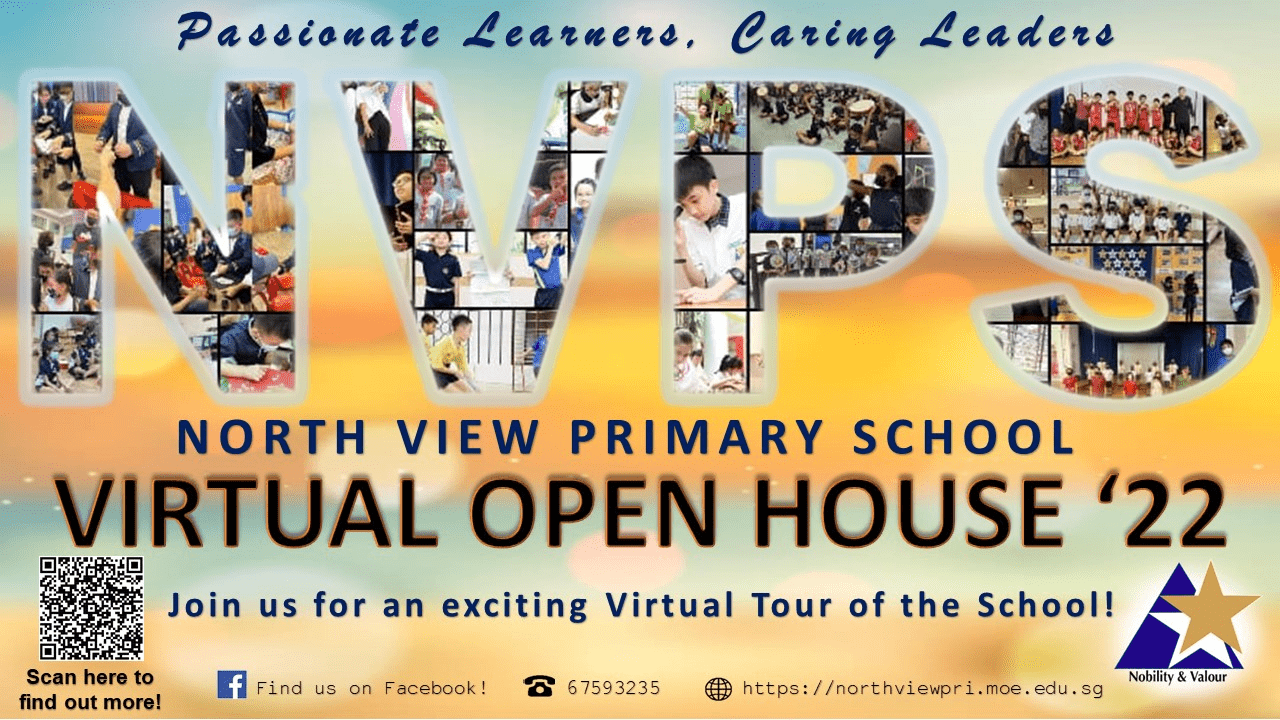 Passionate Learners, Caring Leaders
NVPS
NORTH VIEW PRIMARY SCHOOL
VIRTUAL OPEN HOUSE ‘22
Join us for an exciting Virtual Tour of the School!
Scan here to
find out more!
Find us on Facebook!
67593235
https://northviewpri.moe.edu.sg
Nobility & Valour